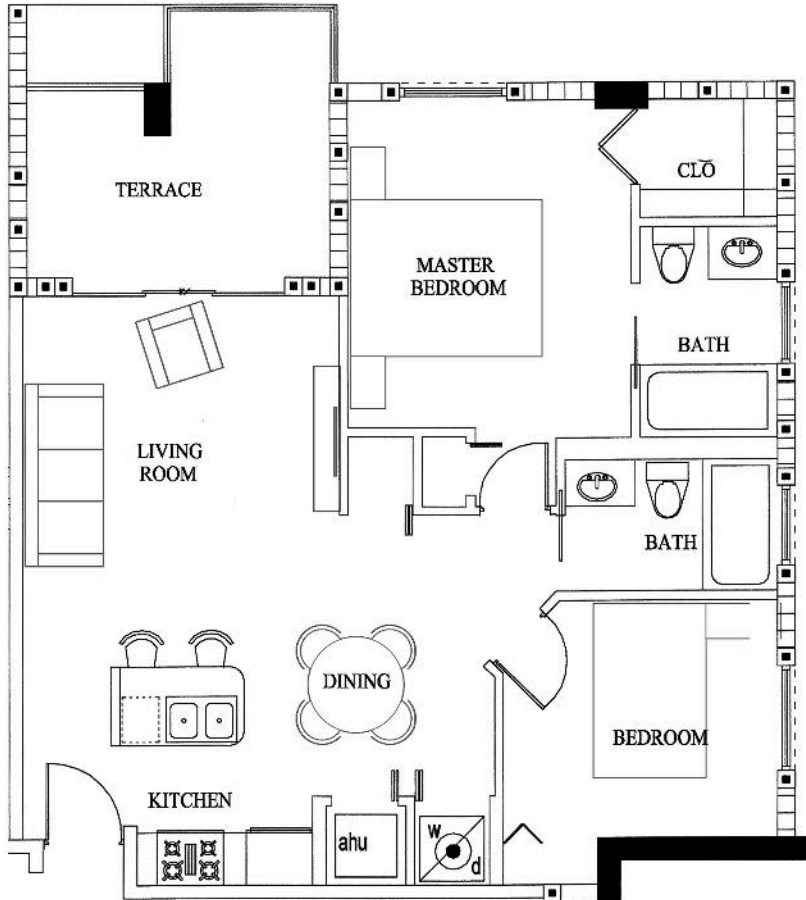 TERRACE
CLO
MASTER
BEDROOM
BATH
LIVING
ROOM
BATH
DINING
BEDROOM
KITCHEN
ahu
w
d